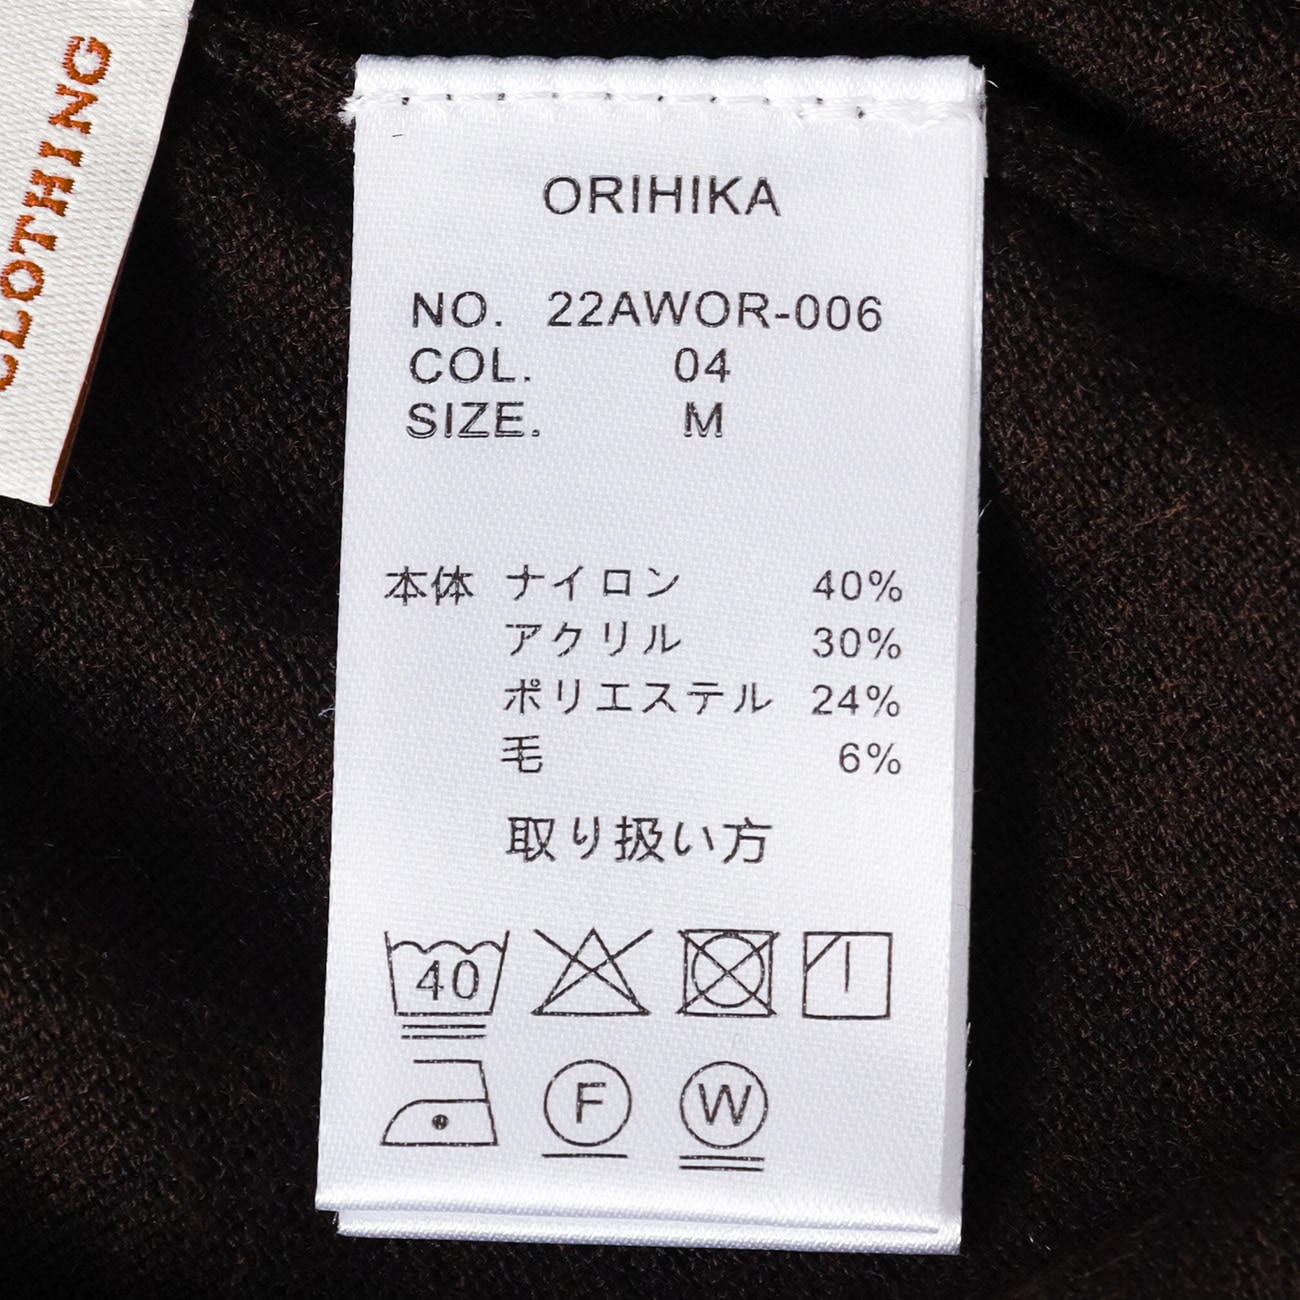 CLOTHING
ORIHIKA
NO. 22AWOR-006
COL. 04
SIZE. M
本体 ナイロン 40%
アクリル 30%
ポリエステル 24%
毛 6%
取り扱い方
40
F W